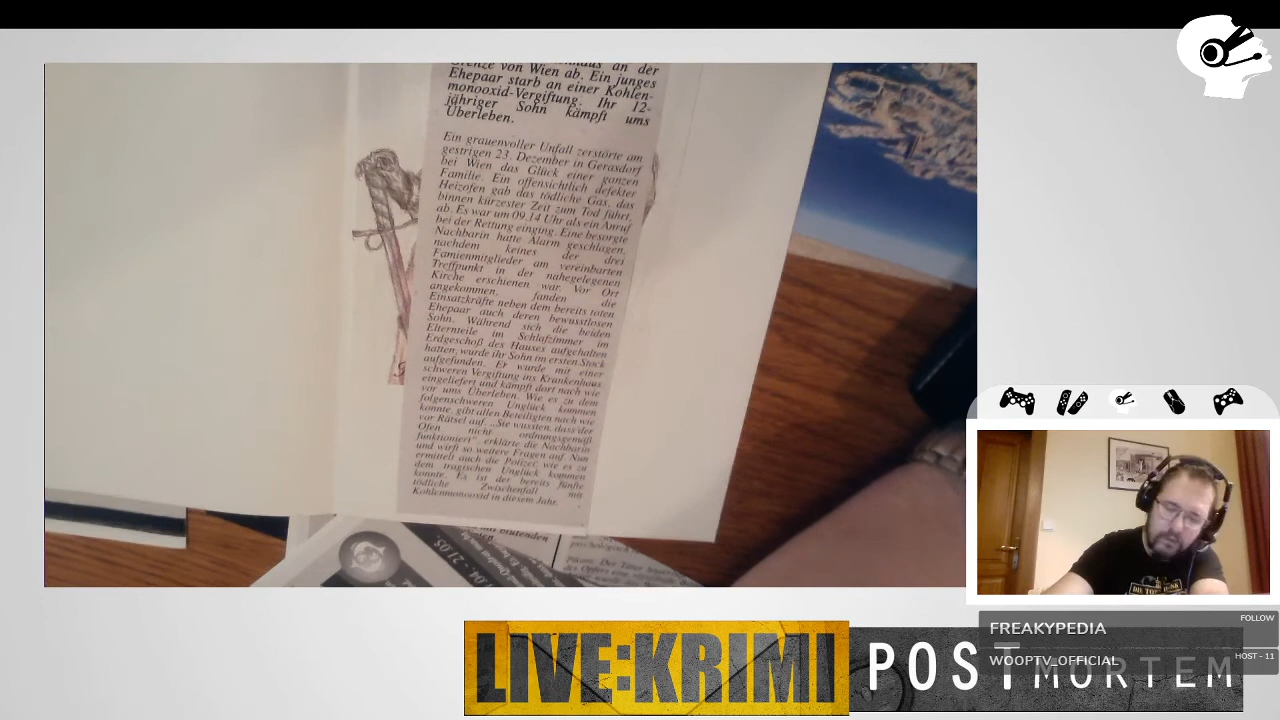 Grenze von Wien ab. Ein junges
Ehepaar starb an einer Kohlen-
monooxid-Vergiftung. Ihr 12-
jähriger Sohn kämpft ums
Überleben.
Ein grauenvoller Unfall zerstörte am
gestrigen 23. Dezember in Gerasdorf
bei Wien das Glück einer ganzen
Familie. Ein offensichtlich defekter
Heizofen gab das tödliche Gas, das
binnen kürzester Zeit zum Tod führt,
ab. Es war um 09.14 Uhr als ein Anruf
bei der Rettung einging. Eine besorgte
Nachbarin hatte Alarm geschlagen,
nachdem keines der drei
Famienmitglieder am vereinbarten
Treffpunkt in der nahegelegenen
Kirche erschienen war. Vor Ort
angekommen, fanden die
Einsatzkräfte neben dem bereits toten
Ehepaar auch deren bewusstlosen
Sohn. Während sich die beiden
Elternteile im Schlafzimmer im
Erdgeschoß des Hauses aufgehalten
hatten, wurde ihr Sohn im ersten Stock
aufgefunden. Er wurde mit einer
schweren Vergiftung ins Krankenhaus
eingeliefert und kämpft dort nach wie
vor ums Überleben. Wie es zu dem
folgenschweren Unglück kommen
konnte, gibt allen Beteiligten nach wie
vor Rätsel auf. „Sie wussten, dass der
Ofen nicht ordnungsgemäß
funktioniert", erklärte die Nachbarin
und wirft so weitere Fragen auf. Nun
ermittelt auch die Polizei, wie es zu
dem tragischen Unglück kommen
konnte. Es ist der bereits fünfte
tödliche Zwischenfall mit
Kohlenmonooxid in diesem Jahr.
04. - 21.05.
LIVE:KRIMI
POSTMORTEM
FREAKYPEDIA
FOLLOW
WOOPTV_OFFICIAL
HOST - 11